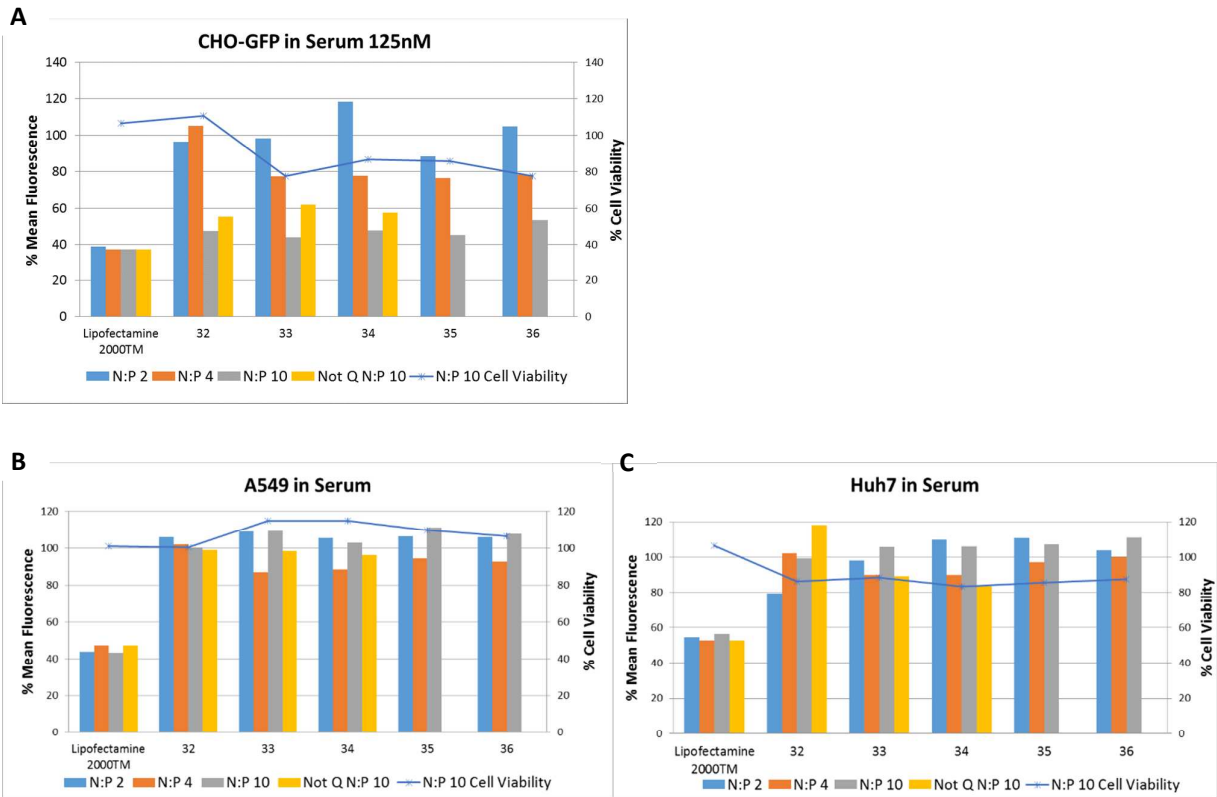 A
CHO-GFP in Serum 125nM
% Mean Fluorescence
140
120
100
80
60
40
20
0
140
120
100
80
60
40
20
0
% Cell Viability
Lipofectamine 32 33 34 35 36
2000TM
N:P 2 N:P 4 N:P 10 Not Q N:P 10 N:P 10 Cell Viability
B
A549 in Serum
% Mean Fluorescence
120
100
80
60
40
20
0
120
100
80
60
40
20
0
% Cell Viability
Lipofectamine 32 33 34 35 36
2000TM
N:P 2 N:P 4 N:P 10 Not Q N:P 10 N:P 10 Cell Viability
C
Huh7 in Serum
% Mean Fluorescence
120
100
80
60
40
20
0
120
100
80
60
40
20
0
% Cell Viability
Lipofectamine 32 33 34 35 36
2000TM
N:P 2 N:P 4 N:P 10 Not Q N:P 10 N:P 10 Cell Viability